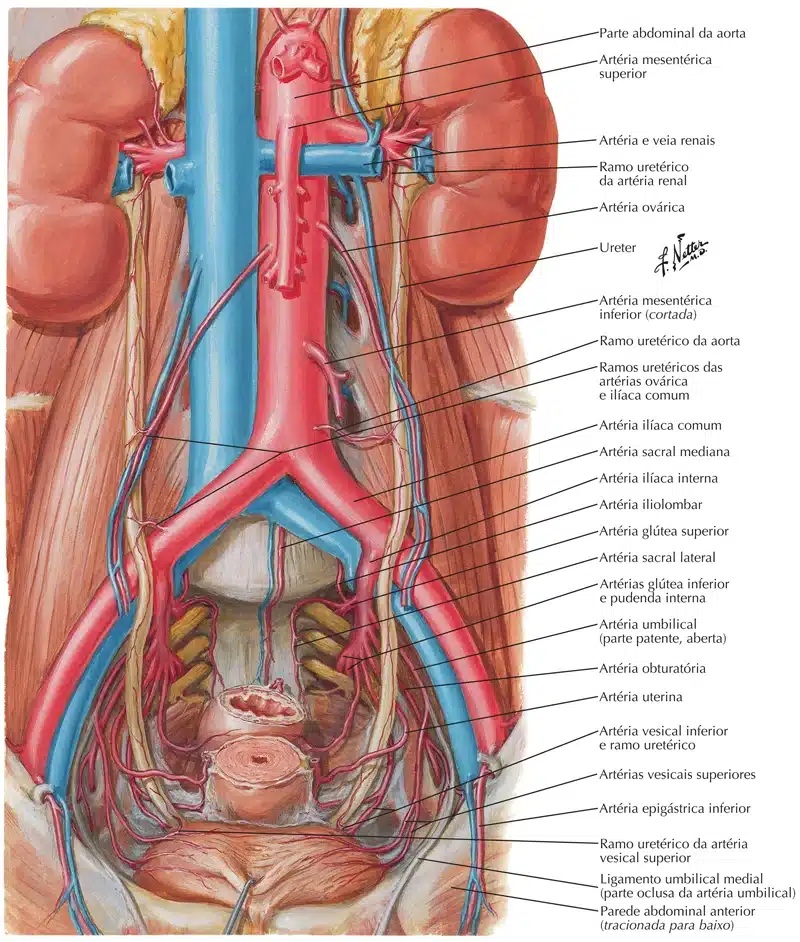 Parte abdominal da aorta
Artéria mesentérica
superior
Artéria e veia renais
Ramo uretérico
da artéria renal
Artéria ovárica
Ureter
F. Netter
M.D.
Artéria mesentérica
inferior (cortada)
Ramo uretérico da aorta
Ramos uretéricos das
artérias ovárica
e ilíaca comum
Artéria ilíaca comum
Artéria sacral mediana
Artéria ilíaca interna
Artéria iliolombar
Artéria glútea superior
Artéria sacral lateral
Artérias glútea inferior
e pudenda interna
Artéria umbilical
(parte patente, aberta)
Artéria obturatória
Artéria uterina
Artéria vesical inferior
e ramo uretérico
Artérias vesicais superiores
Artéria epigástrica inferior
Ramo uretérico da artéria
vesical superior
Ligamento umbilical medial
(parte oclusa da artéria umbilical)
Parede abdominal anterior
(tracionada para baixo)